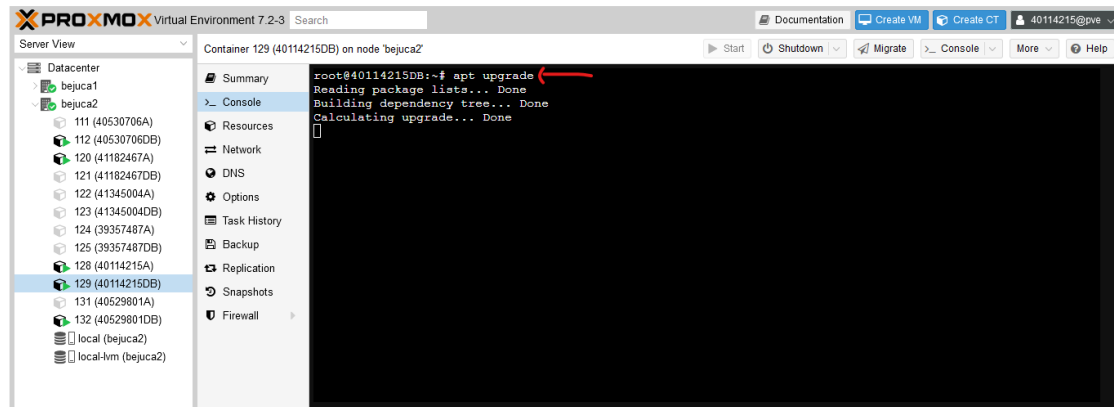 PROXMOX Virtual Environment 7.2-3 Search
Documentation Create VM Create CT 40114215@pve
Server View
Container 129 (40114215DB) on node 'bejuca2'
Start Shutdown Migrate Console More Help
Datacenter
bejuca1
bejuca2
111 (40530706A)
112 (40530706DB)
120 (41182467A)
121 (41182467DB)
122 (41345004A)
123 (41345004DB)
124 (39357487A)
125 (39357487DB)
128 (40114215A)
129 (40114215DB)
131 (40529801A)
132 (40529801DB)
local (bejuca2)
local-lvm (bejuca2)
Summary
>_ Console
Resources
Network
DNS
Options
Task History
Backup
Replication
Snapshots
Firewall
root@40114215DB:~# apt upgrade
Reading package lists... Done
Building dependency tree... Done
Calculating upgrade... Done